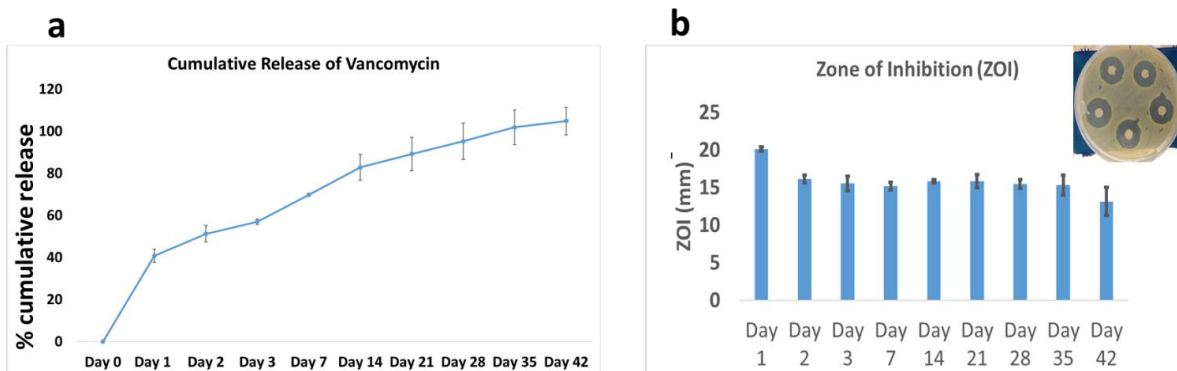 a
Cumulative Release of Vancomycin
% cumulative release
120
100
80
60
40
20
0
Day 0 Day 1 Day 2 Day 3 Day 7 Day 14 Day 21 Day 28 Day 35 Day 42
b
Zone of Inhibition (ZOI)
ZOI (mm)
25
20
15
10
5
0
Day Day Day Day Day Day Day Day Day
1 2 3 7 14 21 28 35 42